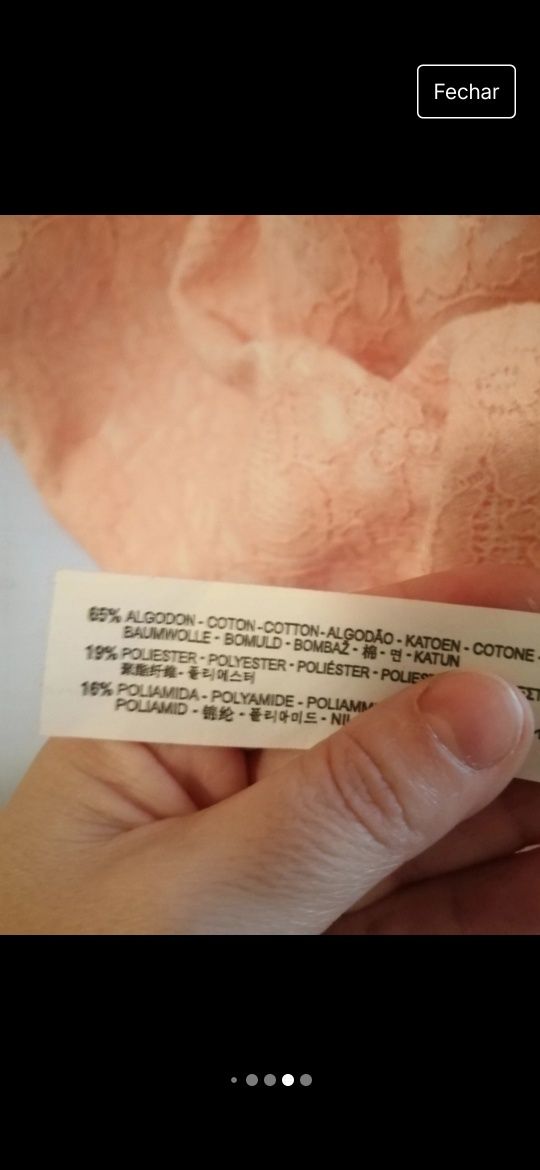 Fechar
65% ALGODON - COTON - COTTON - ALGODÃO - KATOEN - COTONE -
BAUMWOLLE - BOMULD - BOMBAŽ - 棉 - 면 - KATUN
19% POLIESTER - POLYESTER - POLIÉSTER -
聚酯纤维 - 폴리에스터
16% POLIAMIDA - POLYAMIDE -
POLIAMID - 锦纶 - 폴리아미드 -